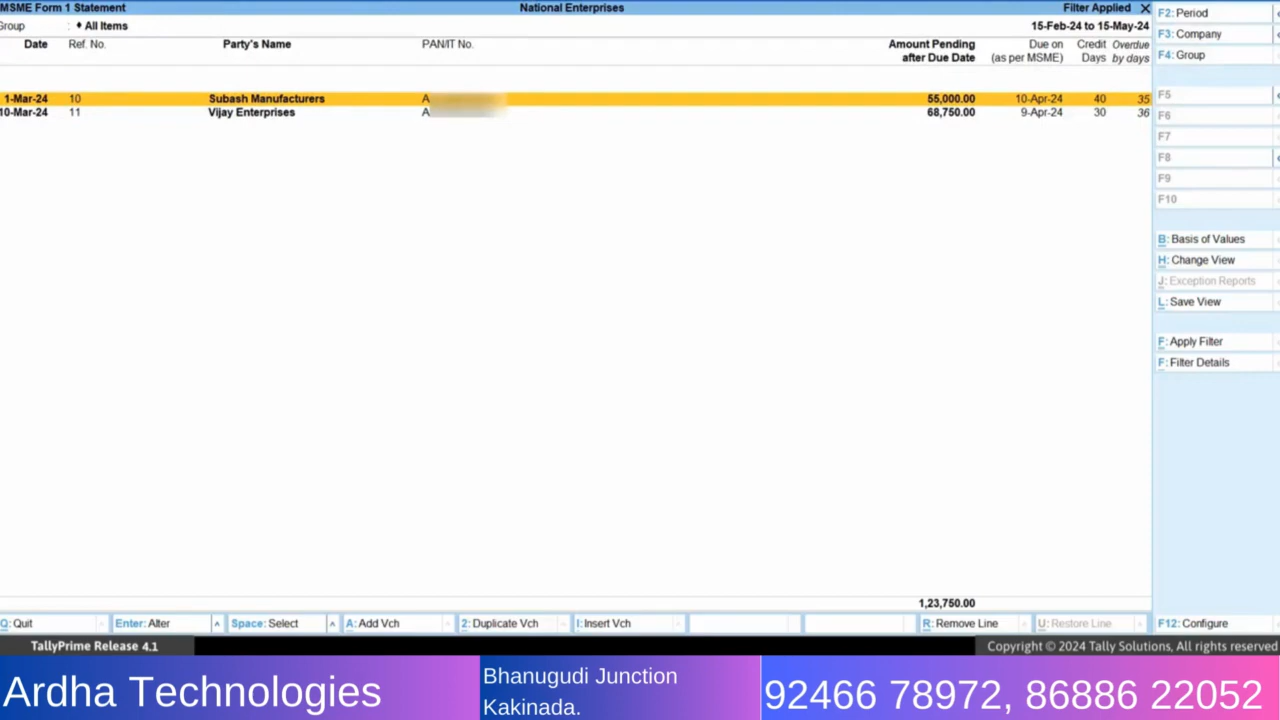 MSME Form 1 Statement National Enterprises Filter Applied X
Group : ♦ All Items 15-Feb-24 to 15-May-24
Date Ref. No. Party's Name PAN/IT No. Amount Pending Due on Credit Overdue
after Due Date (as per MSME) Days by days
1-Mar-24 10 Subash Manufacturers A 55,000.00 10-Apr-24 40 35
10-Mar-24 11 Vijay Enterprises A 68,750.00 9-Apr-24 30 36
1,23,750.00
F2: Period
F3: Company
F4: Group
F5
F6
F7
F8
F9
F10
B: Basis of Values
H: Change View
J: Exception Reports
L: Save View
F: Apply Filter
F: Filter Details
Q: Quit Enter: Alter Space: Select A: Add Vch 2: Duplicate Vch I: Insert Vch R: Remove Line U: Restore Line F12: Configure
TallyPrime Release 4.1 Copyright © 2024 Tally Solutions, All rights reserved
Ardha Technologies
Bhanugudi Junction
Kakinada.
92466 78972, 86886 22052